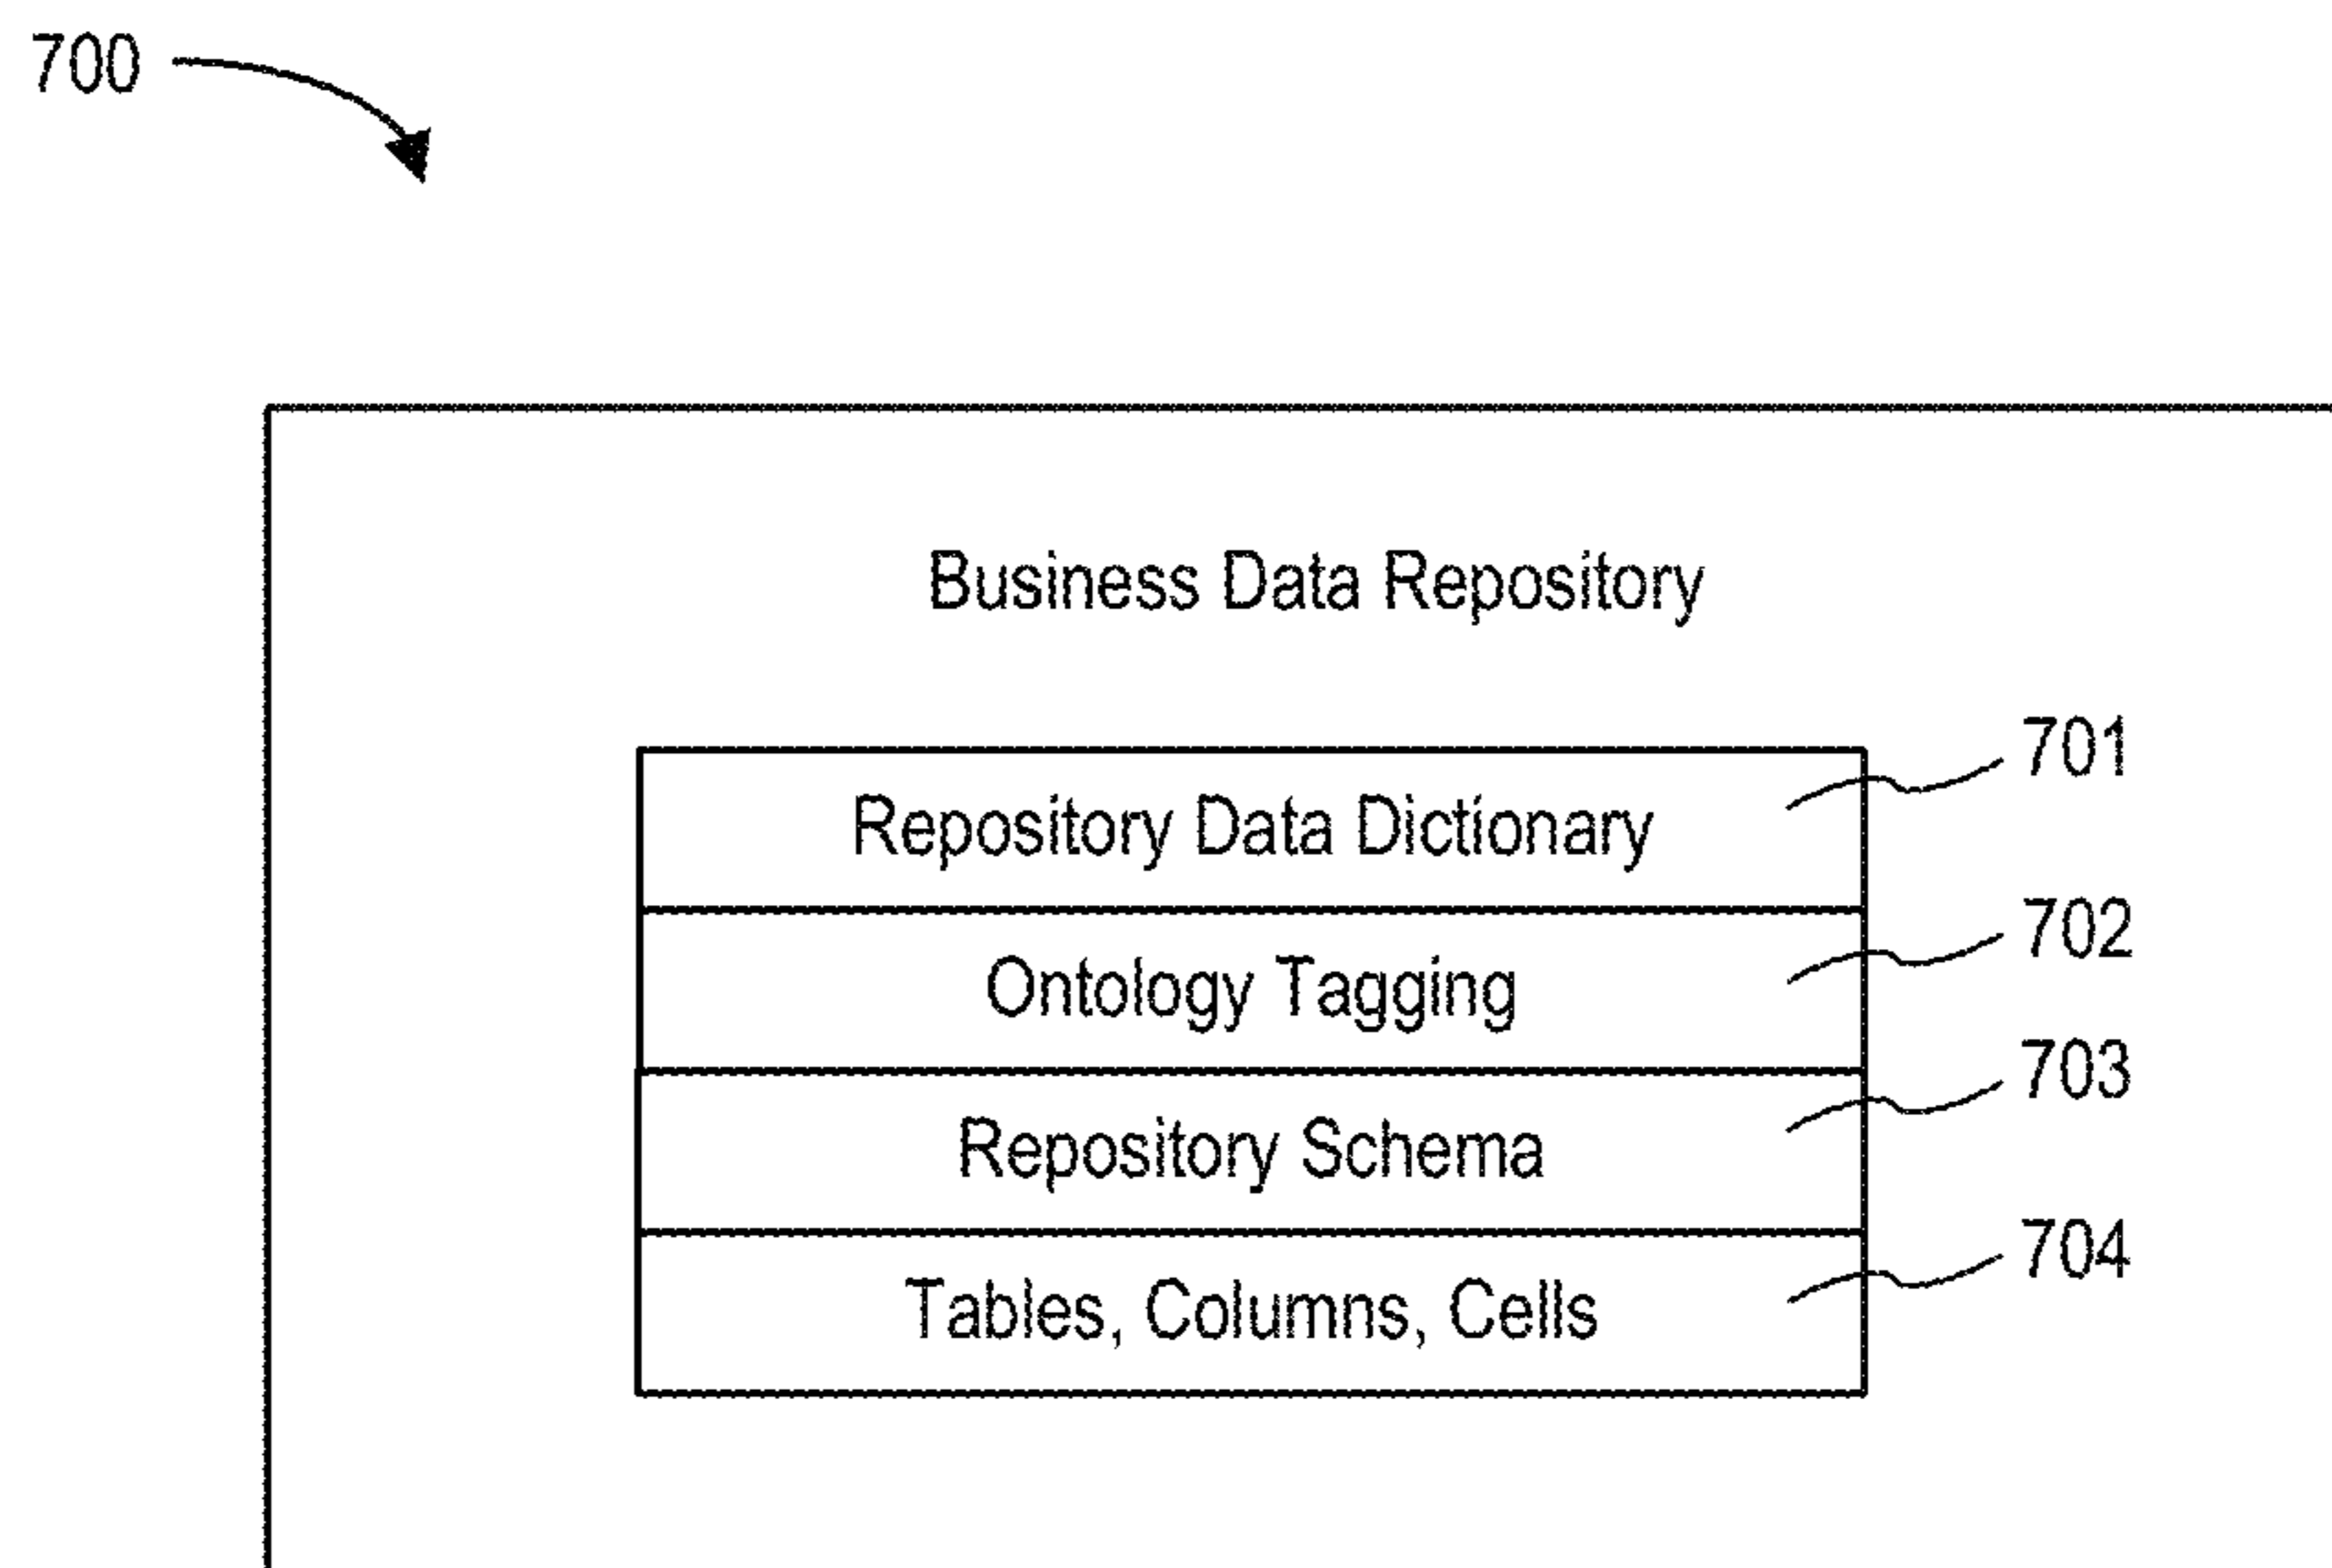 700
Business Data Repository
701
Repository Data Dictionary
702
Ontology Tagging
703
Repository Schema
704
Tables, Columns, Cells